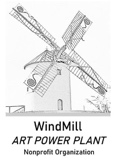 WindMill
ART POWER PLANT
Nonprofit Organization